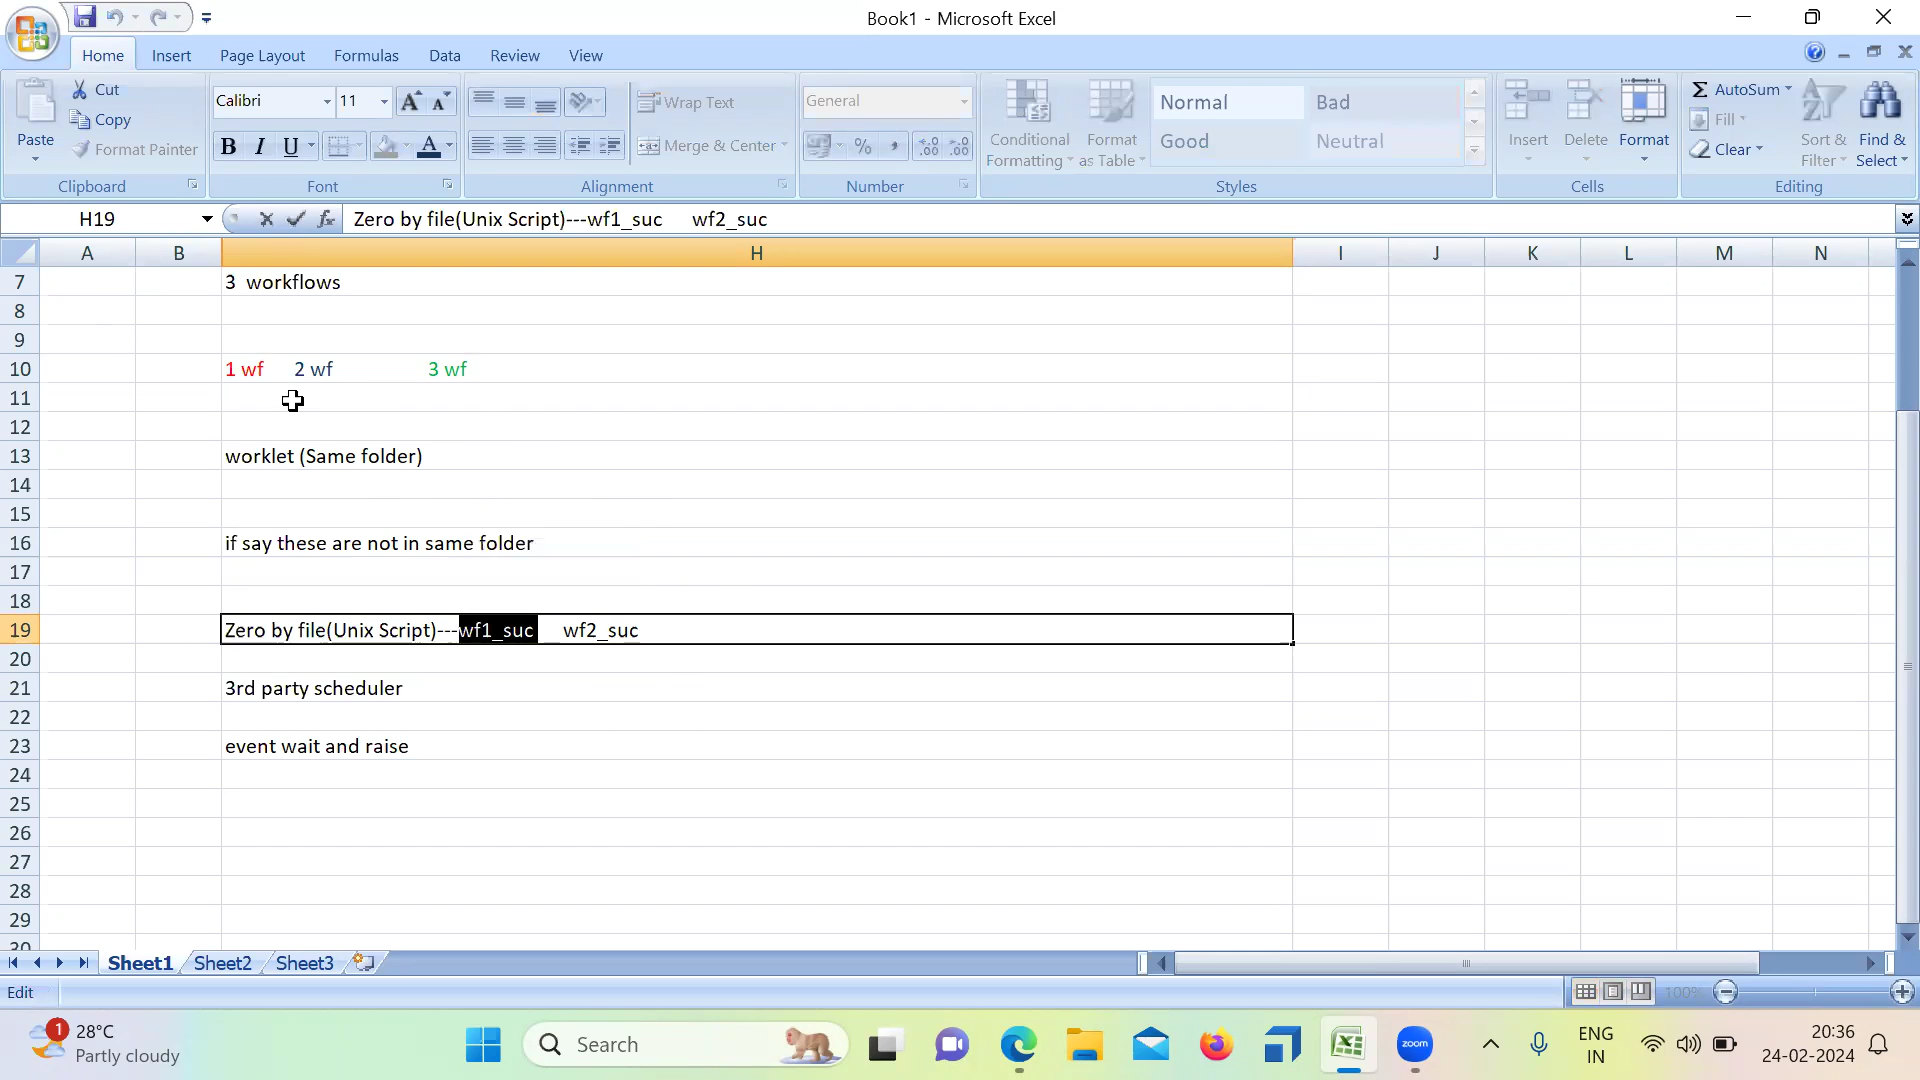 Book1 - Microsoft Excel
Home Insert Page Layout Formulas Data Review View
Paste
Cut
Copy
Format Painter
Clipboard
Calibri 11
A A
B I U A
Font
Wrap Text
Merge & Center
Alignment
General
% , .00
Number
Conditional Formatting
Format as Table
Normal Bad
Good Neutral
Styles
Insert Delete Format
Cells
Σ AutoSum
Fill
Clear
Sort & Filter
Find & Select
Editing
H19 fx Zero by file(Unix Script)---wf1_suc wf2_suc
A B H I J K L M N
7 3 workflows
8
9
10 1 wf 2 wf 3 wf
11
12
13 worklet (Same folder)
14
15
16 if say these are not in same folder
17
18
19 Zero by file(Unix Script)---wf1_suc wf2_suc
20
21 3rd party scheduler
22
23 event wait and raise
24
25
26
27
28
29
30
Sheet1 Sheet2 Sheet3
Edit 100%
1 28°C
Partly cloudy
Search
zoom
ENG
IN
20:36
24-02-2024